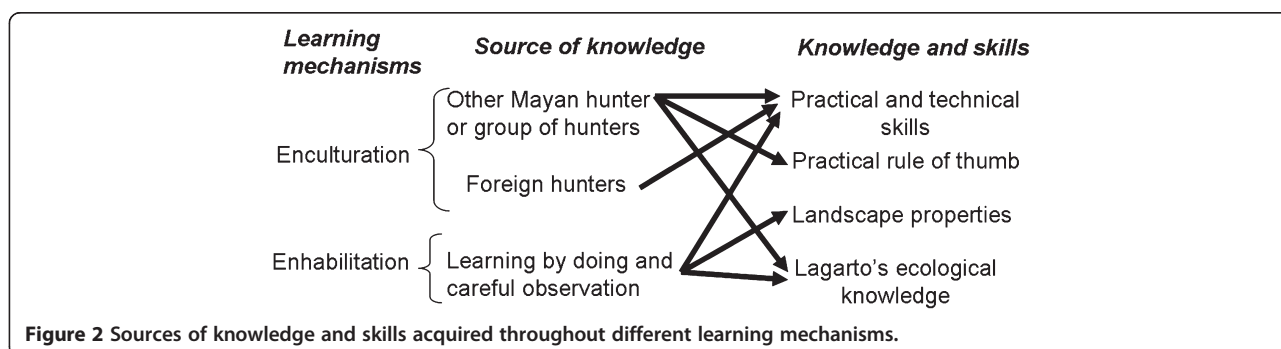 Learning
mechanisms
Source of knowledge
Knowledge and skills
Enculturation
Other Mayan hunter
or group of hunters
Foreign hunters
Practical and technical
skills
Practical rule of thumb
Landscape properties
Enhabilitation
Learning by doing and
careful observation
Lagarto's ecological
knowledge
Figure 2 Sources of knowledge and skills acquired throughout different learning mechanisms.